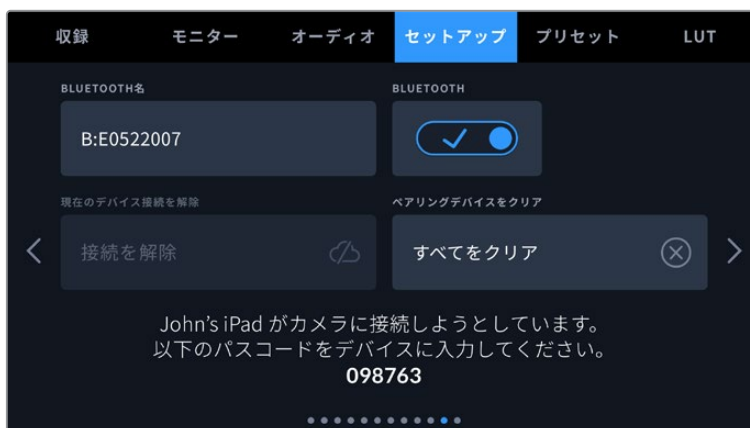 収録 モニター オーディオ セットアップ プリセット LUT
BLUETOOTH名 BLUETOOTH
B:E0522007
現在のデバイス接続を解除 ペアリングデバイスをクリア
接続を解除 すべてをクリア
John's iPad がカメラに接続しようとしています。
以下のパスコードをデバイスに入力してください。
098763